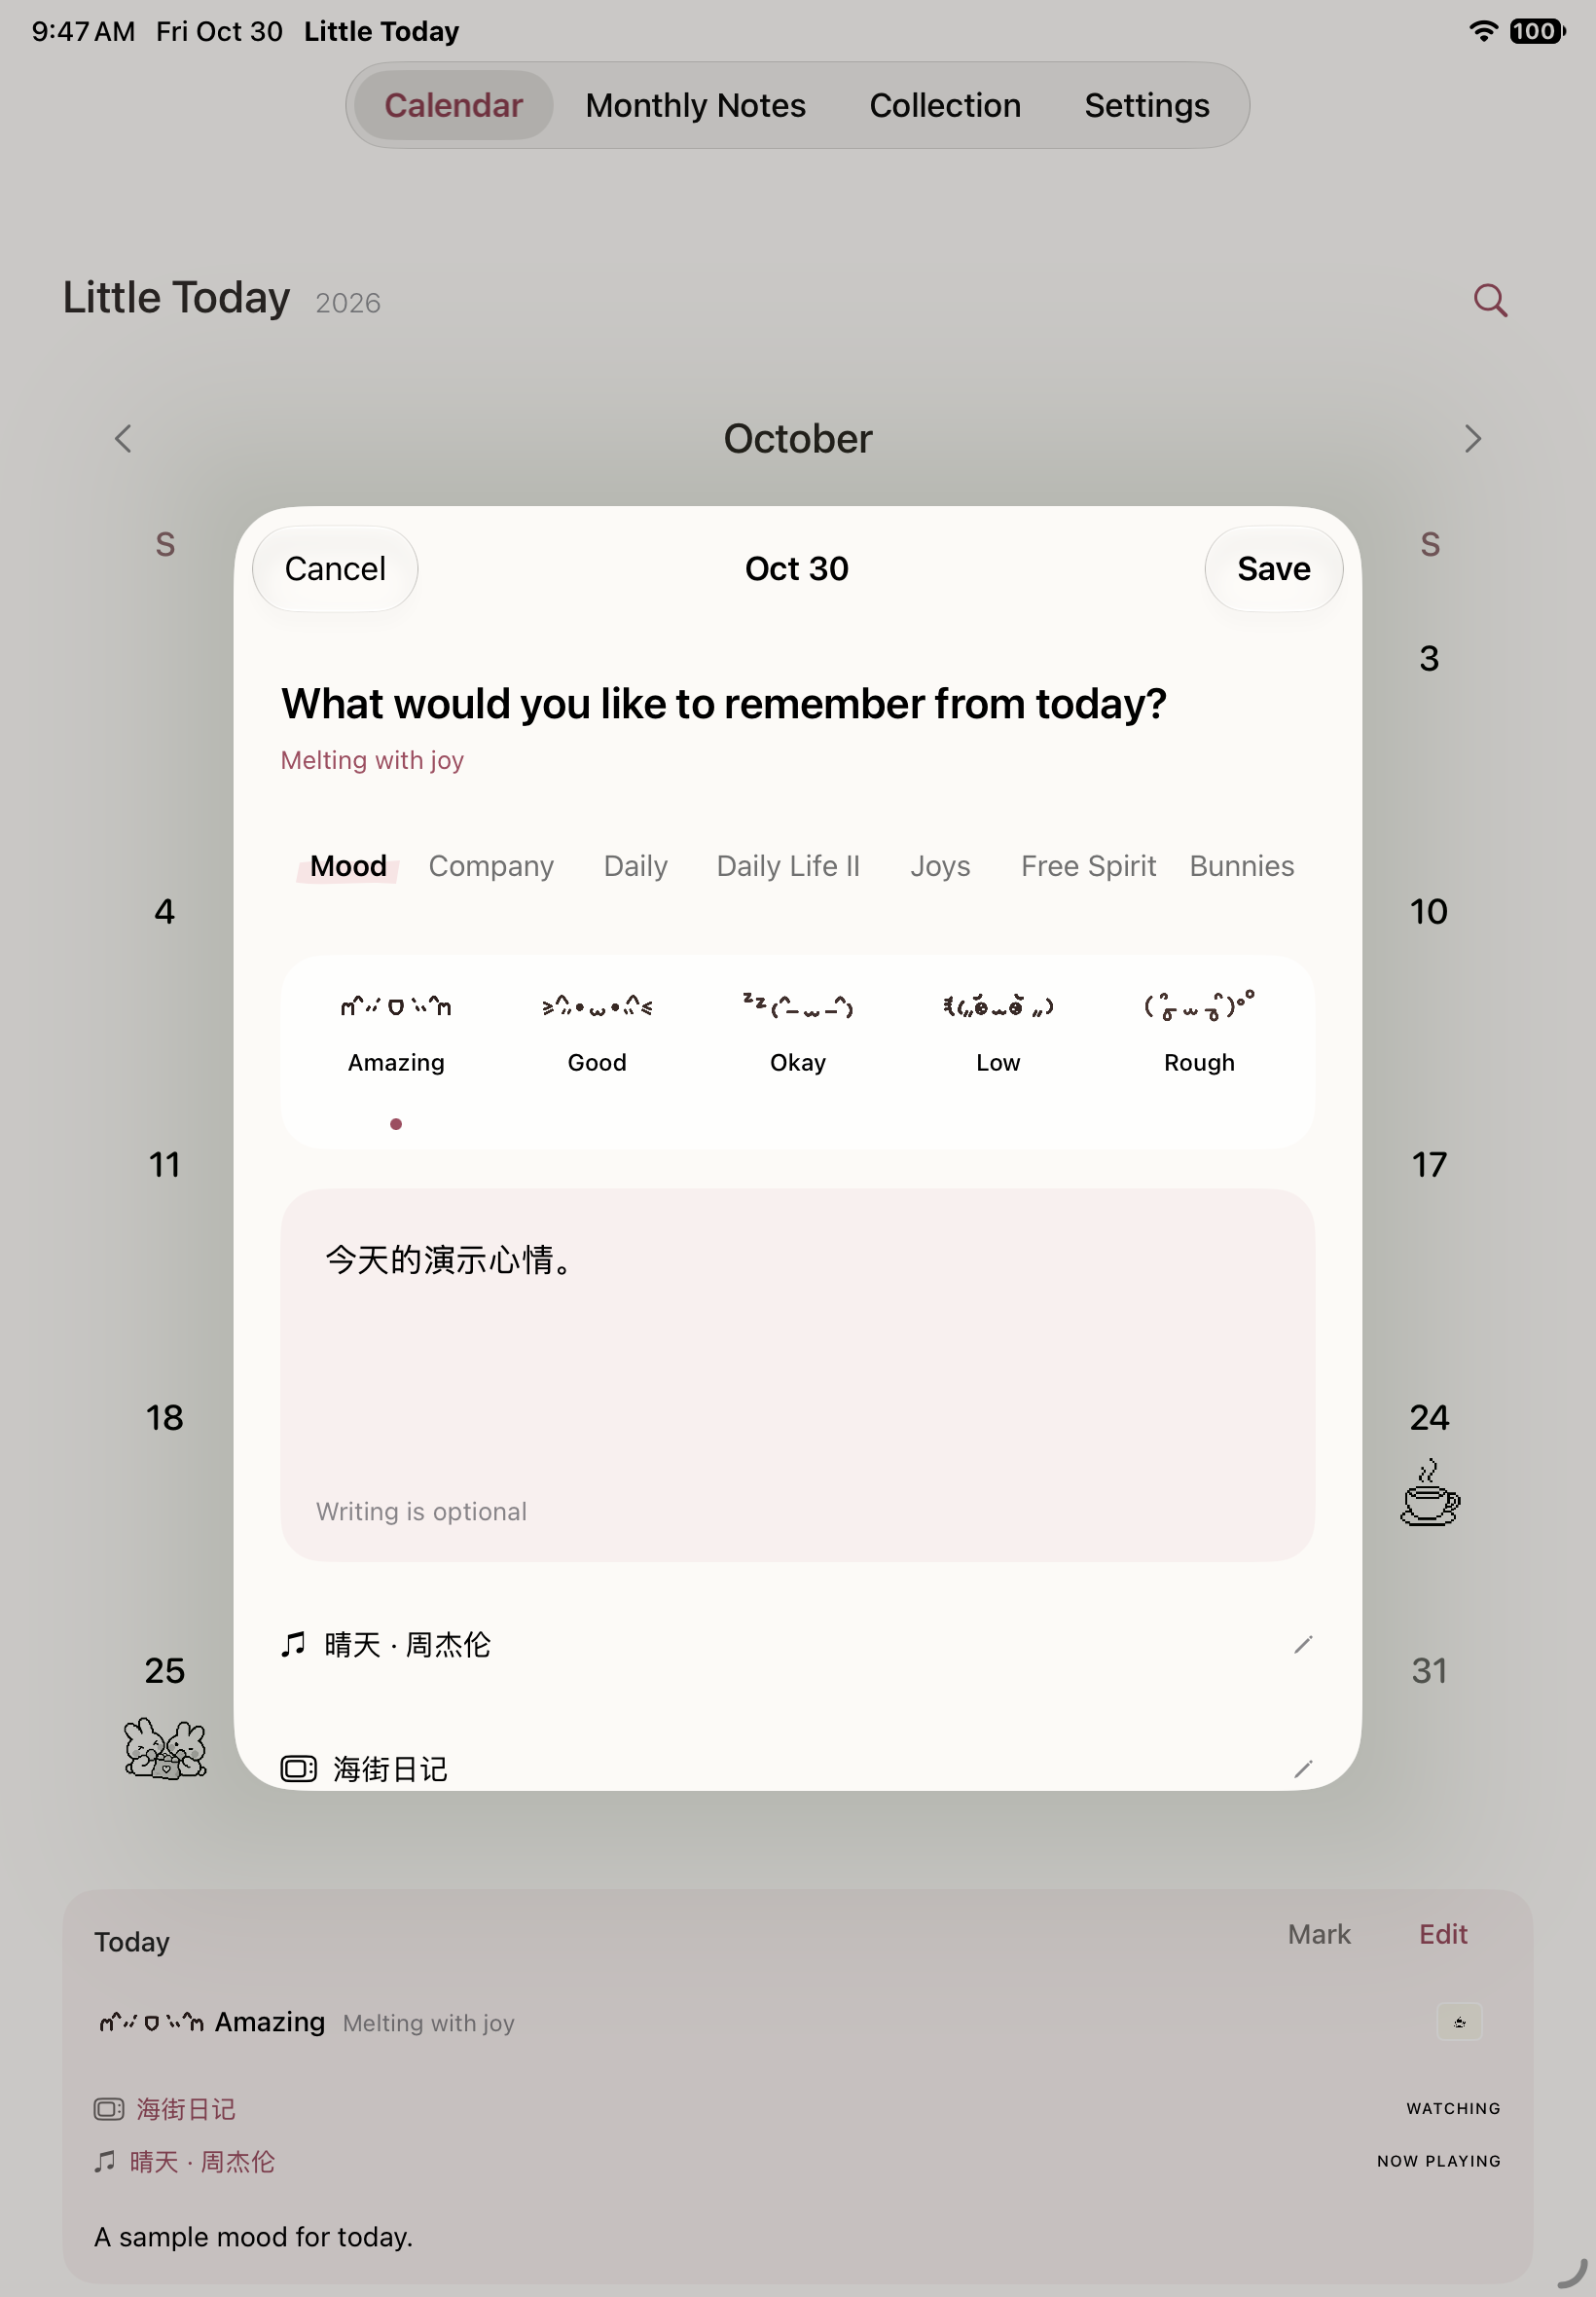 9:47 AM Fri Oct 30 Little Today 100
Calendar Monthly Notes Collection Settings
Little Today 2026
October
S S
Cancel Oct 30 Save
3
What would you like to remember from today?
Melting with joy
Mood Company Daily Daily Life II Joys Free Spirit Bunnies
4 10
Amazing Good Okay Low Rough
11 17
今天的演示心情。
18 24
Writing is optional
晴天 · 周杰伦
25 31
海街日记
Today Mark Edit
Amazing Melting with joy
海街日记 WATCHING
晴天 · 周杰伦 NOW PLAYING
A sample mood for today.